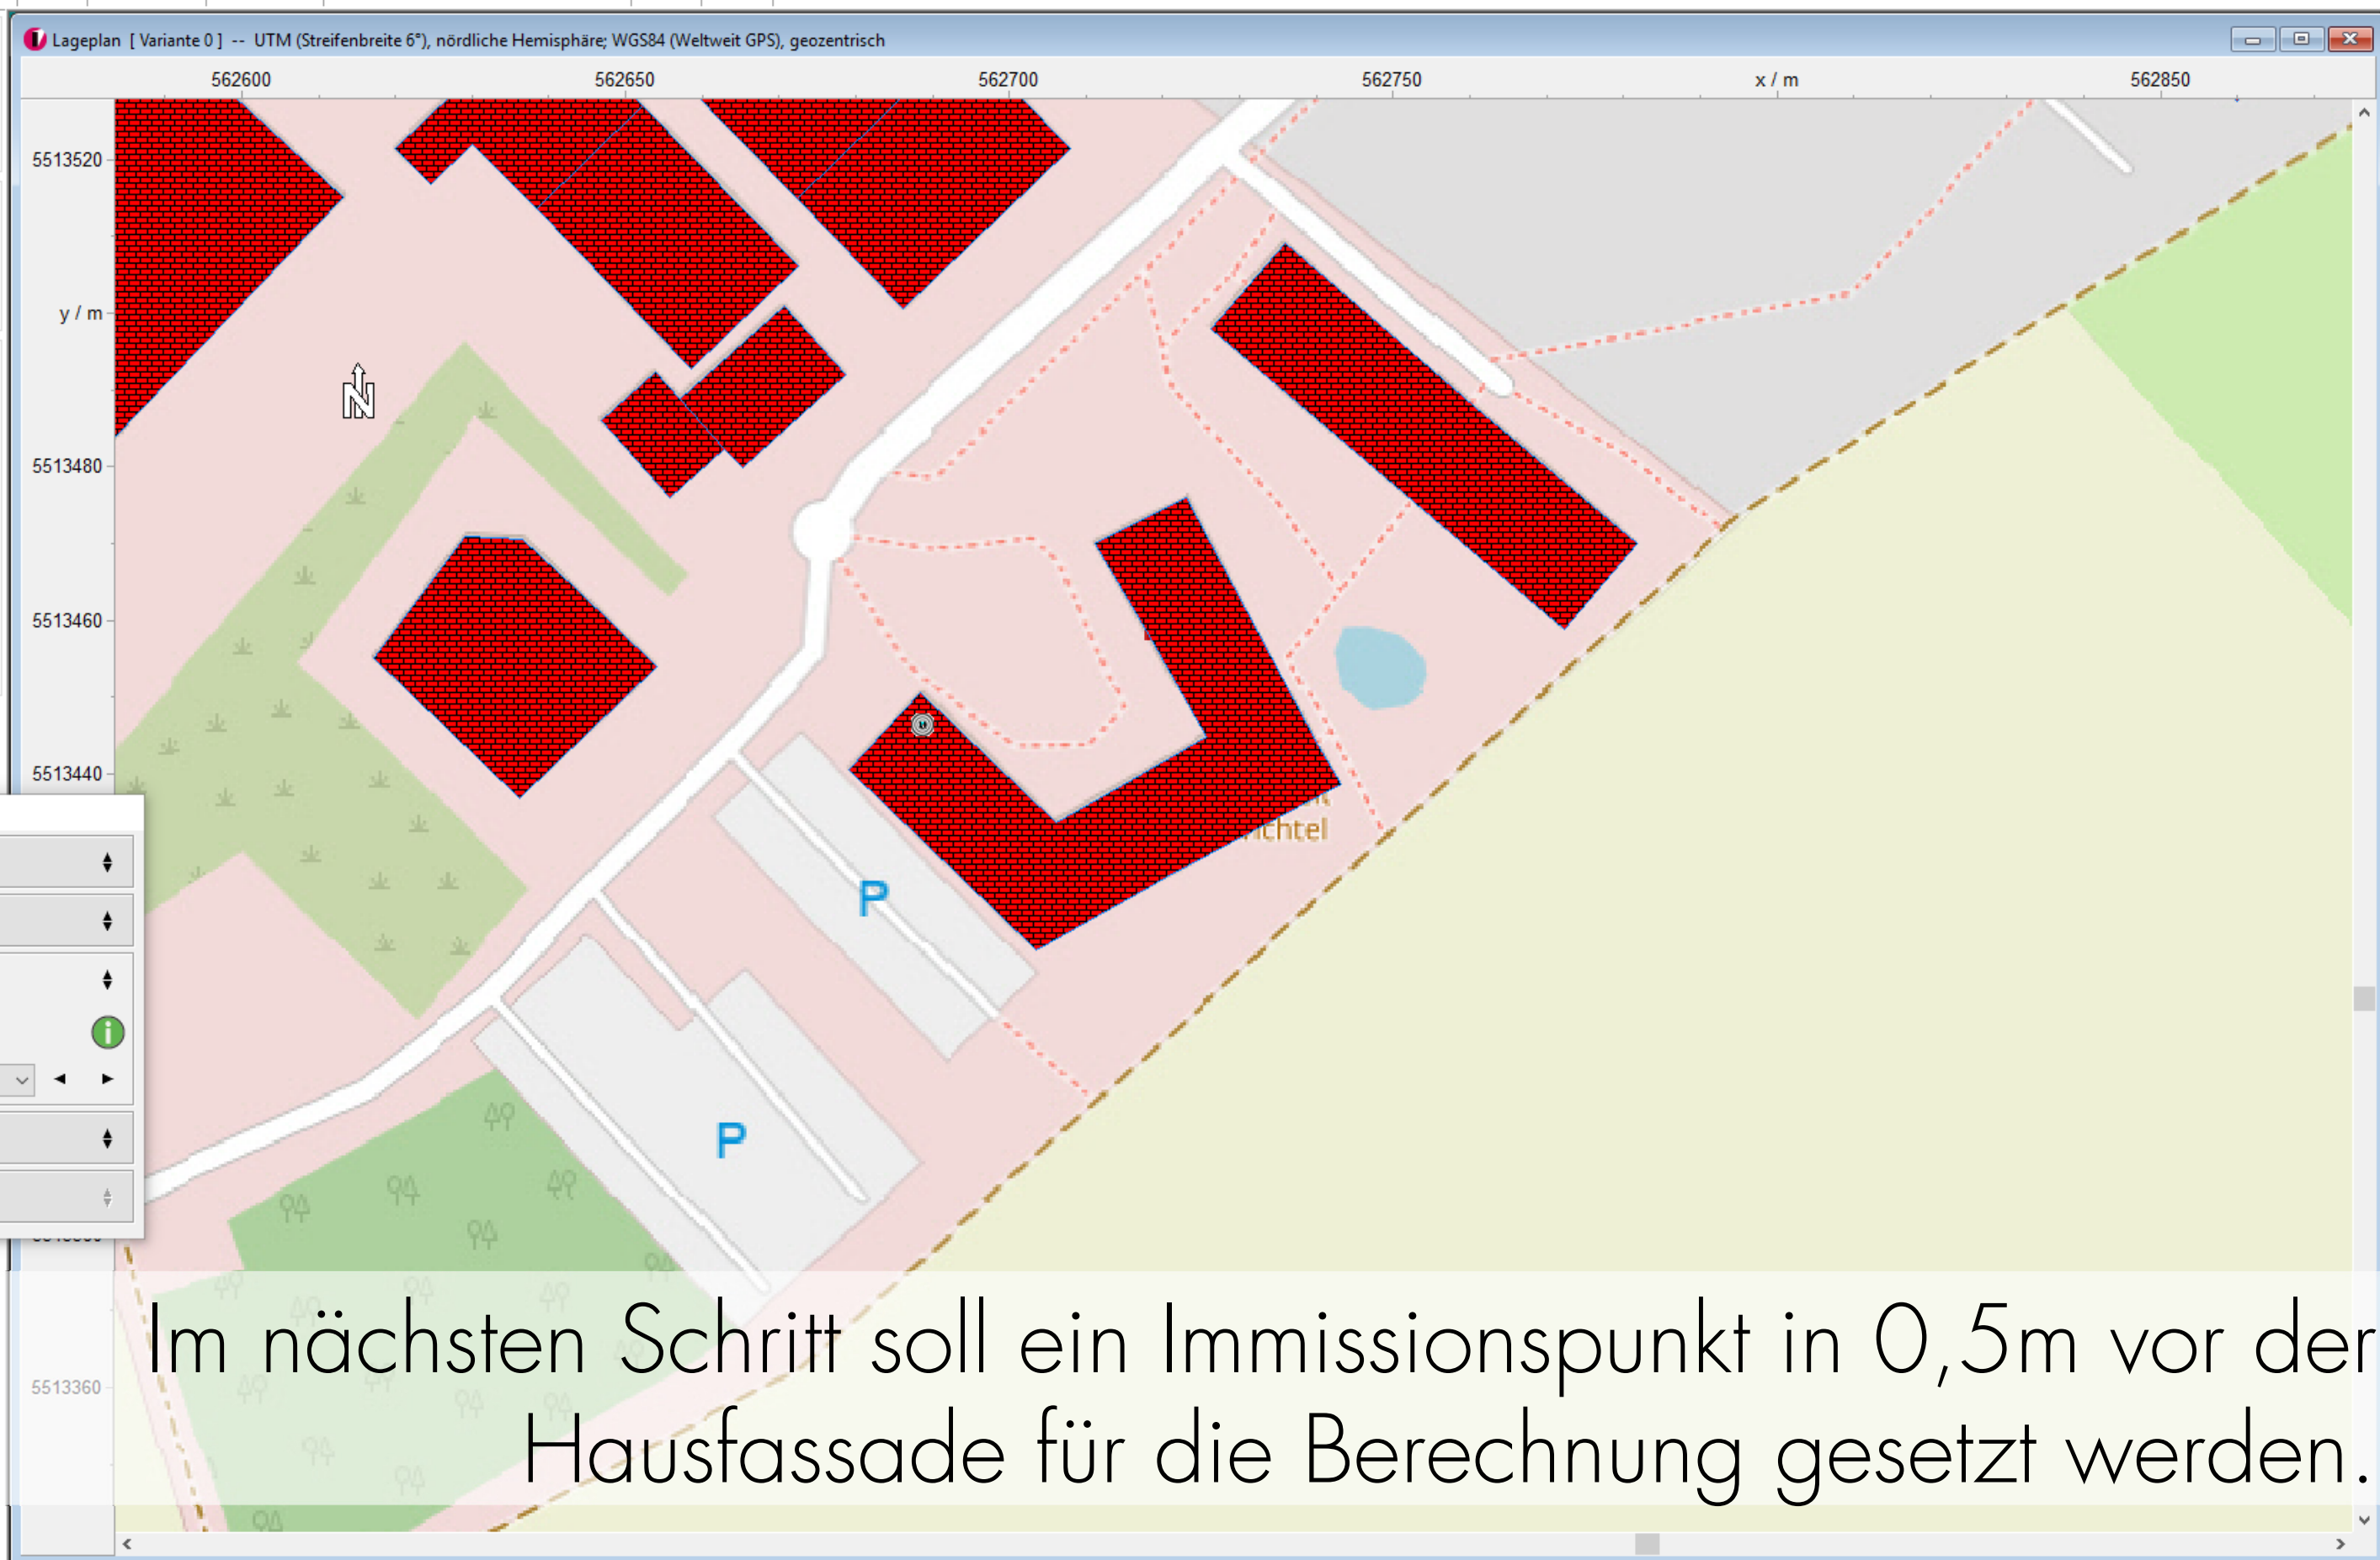 Lageplan [ Variante 0 ] -- UTM (Streifenbreite 6°), nördliche Hemisphäre; WGS84 (Weltweit GPS), geozentrisch
562600 562650 562700 562750 x / m 562850
5513520
y / m
N
5513480
5513460
5513440
chtel
P
P
5513360
Im nächsten Schritt soll ein Immissionspunkt in 0,5m vor der
Hausfassade für die Berechnung gesetzt werden.